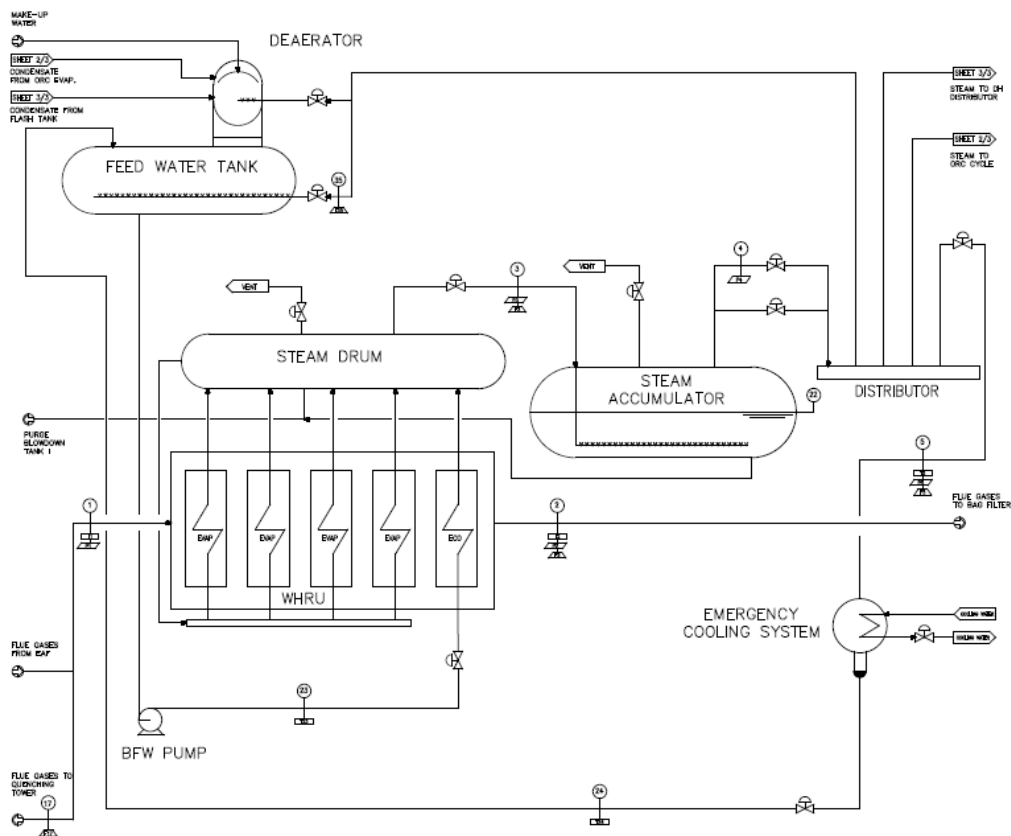 MAKE-UP
WATER
DEAERATOR
SHEET 2/3
CONDENSATE
FROM ORC EVAP.
SHEET 3/3
CONDENSATE FROM
FLASH TANK
SHEET 3/3
STEAM TO DH
DISTRIBUTOR
SHEET 2/3
STEAM TO
ORC CYCLE
FEED WATER TANK
35
4
3
VENT
VENT
STEAM DRUM
STEAM
ACCUMULATOR
22
DISTRIBUTOR
PURGE
BLOWDOWN
TANK 1
5
1
2
FLUE GASES
TO BAG FILTER
EVAP
EVAP
EVAP
EVAP
ECO
WHRU
EMERGENCY
COOLING SYSTEM
COOLING WATER
COOLING WATER
FLUE GASES
FROM EAF
23
BFW PUMP
FLUE GASES TO
QUENCHING
TOWER
17
24